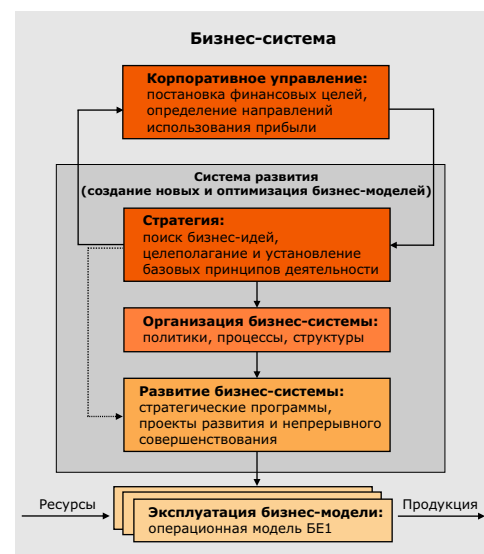 Бизнес-система
Корпоративное управление:
постановка финансовых целей,
определение направлений
использования прибыли
Система развития
(создание новых и оптимизация бизнес-моделей)
Стратегия:
поиск бизнес-идей,
целеполагание и установление
базовых принципов деятельности
Организация бизнес-системы:
политики, процессы, структуры
Развитие бизнес-системы:
стратегические программы,
проекты развития и непрерывного
совершенствования
Ресурсы
Эксплуатация бизнес-модели:
операционная модель БЕ1
Продукция